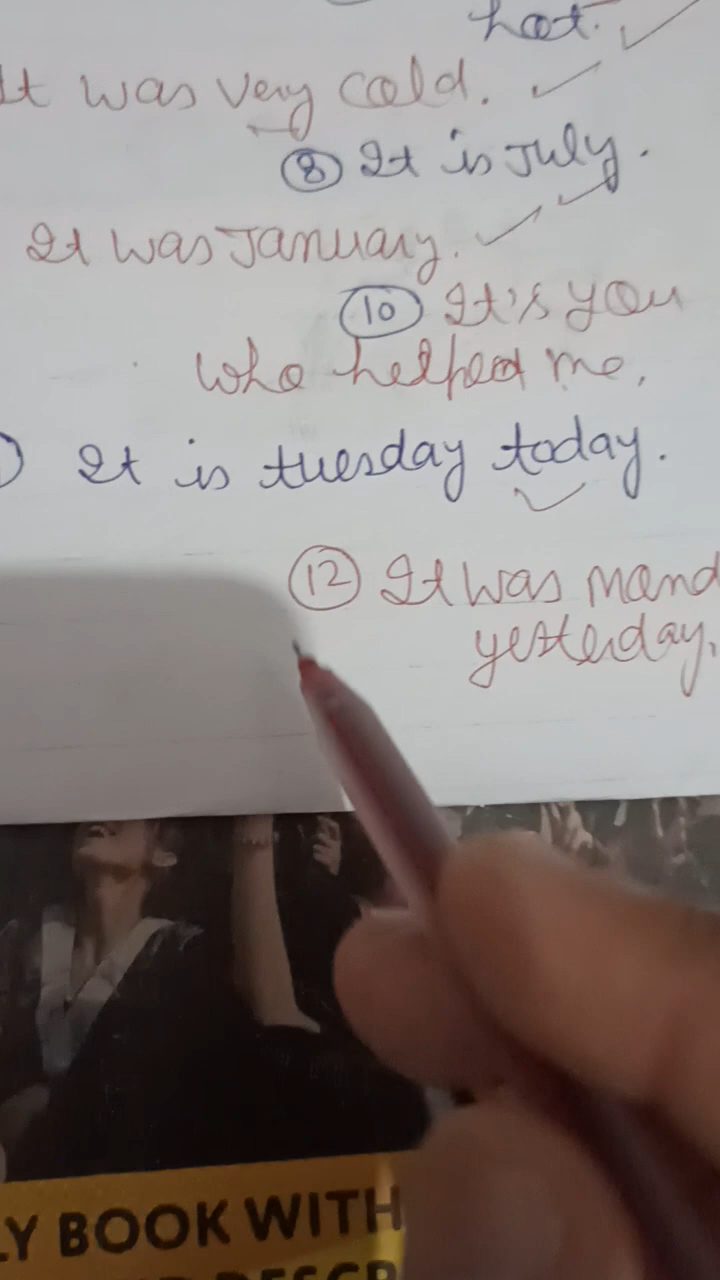 hot.
It was very cold.
8 It is July.
It was January.
10 It's you
who helped me.
It is tuesday today.
12 It was mond
yesterday.
LY BOOK WITH